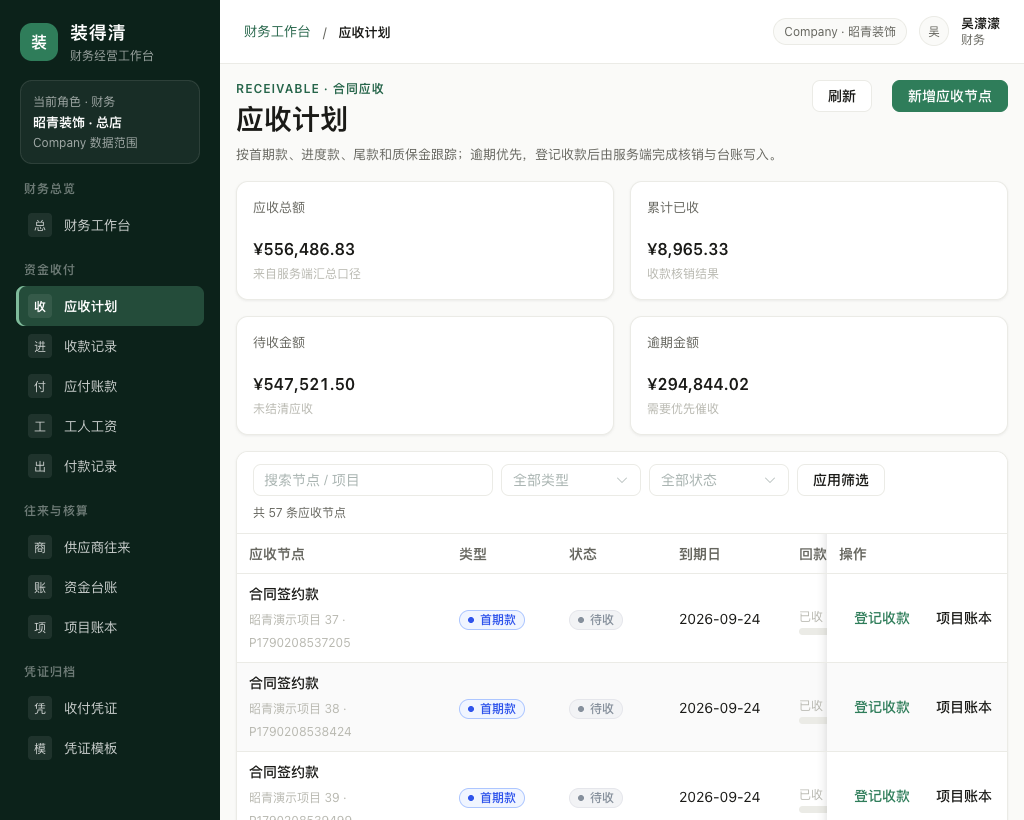 装
装得清
财务经营工作台
当前角色 · 财务
昭青装饰 · 总店
Company 数据范围
财务总览
总 财务工作台
资金收付
收 应收计划
进 收款记录
付 应付账款
工 工人工资
出 付款记录
往来与核算
商 供应商往来
账 资金台账
项 项目账本
凭证归档
凭 收付凭证
模 凭证模板
财务工作台 / 应收计划
Company · 昭青装饰
吴
吴濛濛
财务
RECEIVABLE · 合同应收
应收计划
刷新
新增应收节点
按首期款、进度款、尾款和质保金跟踪；逾期优先，登记收款后由服务端完成核销与台账写入。
应收总额
¥556,486.83
来自服务端汇总口径
累计已收
¥8,965.33
收款核销结果
待收金额
¥547,521.50
未结清应收
逾期金额
¥294,844.02
需要优先催收
搜索节点 / 项目
全部类型
全部状态
应用筛选
共 57 条应收节点
应收节点 类型 状态 到期日 回款 操作
合同签约款
昭青演示项目 37 ·
P1790208537205
首期款 待收 2026-09-24 已收 登记收款 项目账本
合同签约款
昭青演示项目 38 ·
P1790208538424
首期款 待收 2026-09-24 已收 登记收款 项目账本
合同签约款
昭青演示项目 39 ·
首期款 待收 2026-09-24 已收 登记收款 项目账本